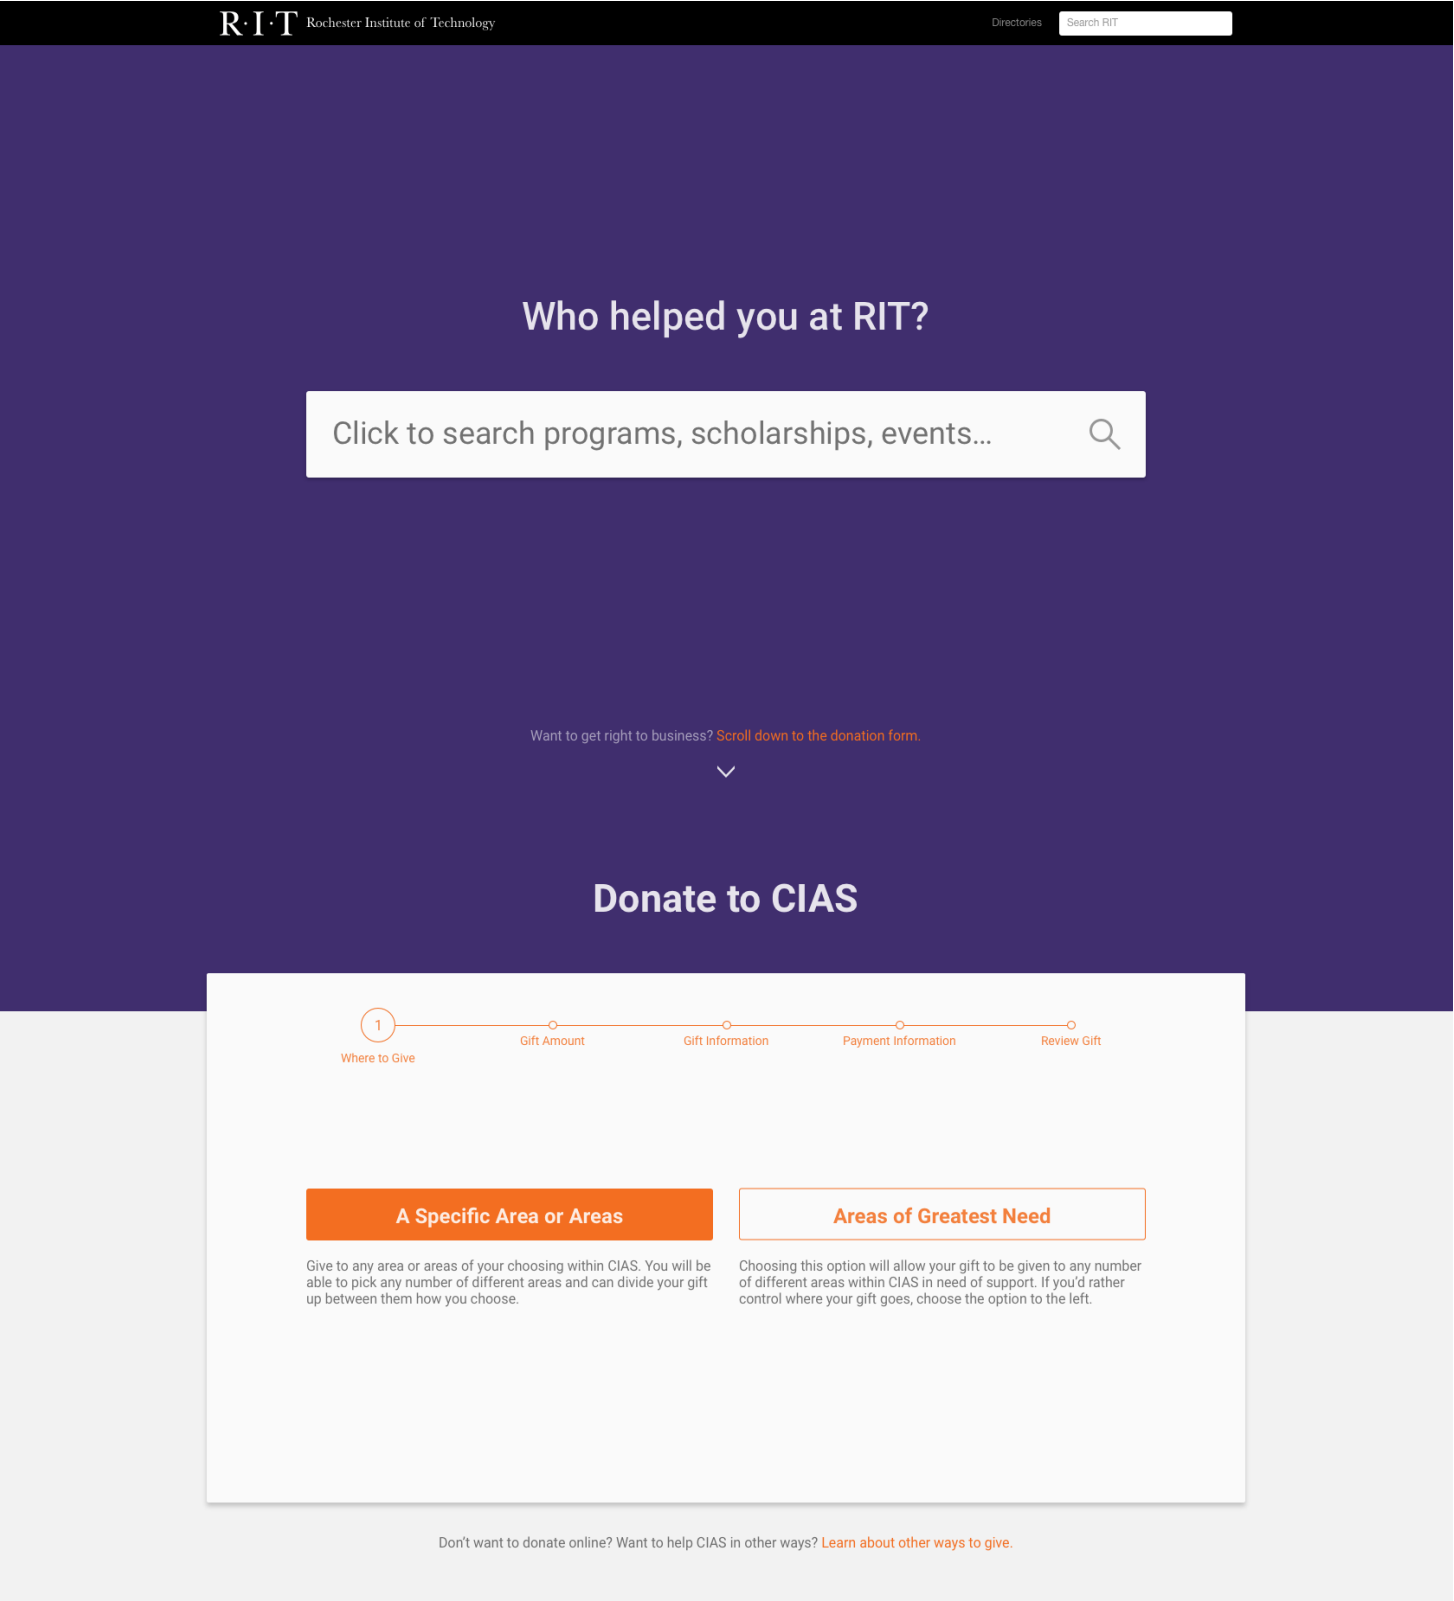 R·I·T Rochester Institute of Technology
Directories
Search RIT
Who helped you at RIT?
Click to search programs, scholarships, events...
Want to get right to business? Scroll down to the donation form.
Donate to CIAS
1
Where to Give
Gift Amount
Gift Information
Payment Information
Review Gift
A Specific Area or Areas
Give to any area or areas of your choosing within CIAS. You will be
able to pick any number of different areas and can divide your gift
up between them how you choose.
Areas of Greatest Need
Choosing this option will allow your gift to be given to any number
of different areas within CIAS in need of support. If you’d rather
control where your gift goes, choose the option to the left.
Don’t want to donate online? Want to help CIAS in other ways? Learn about other ways to give.